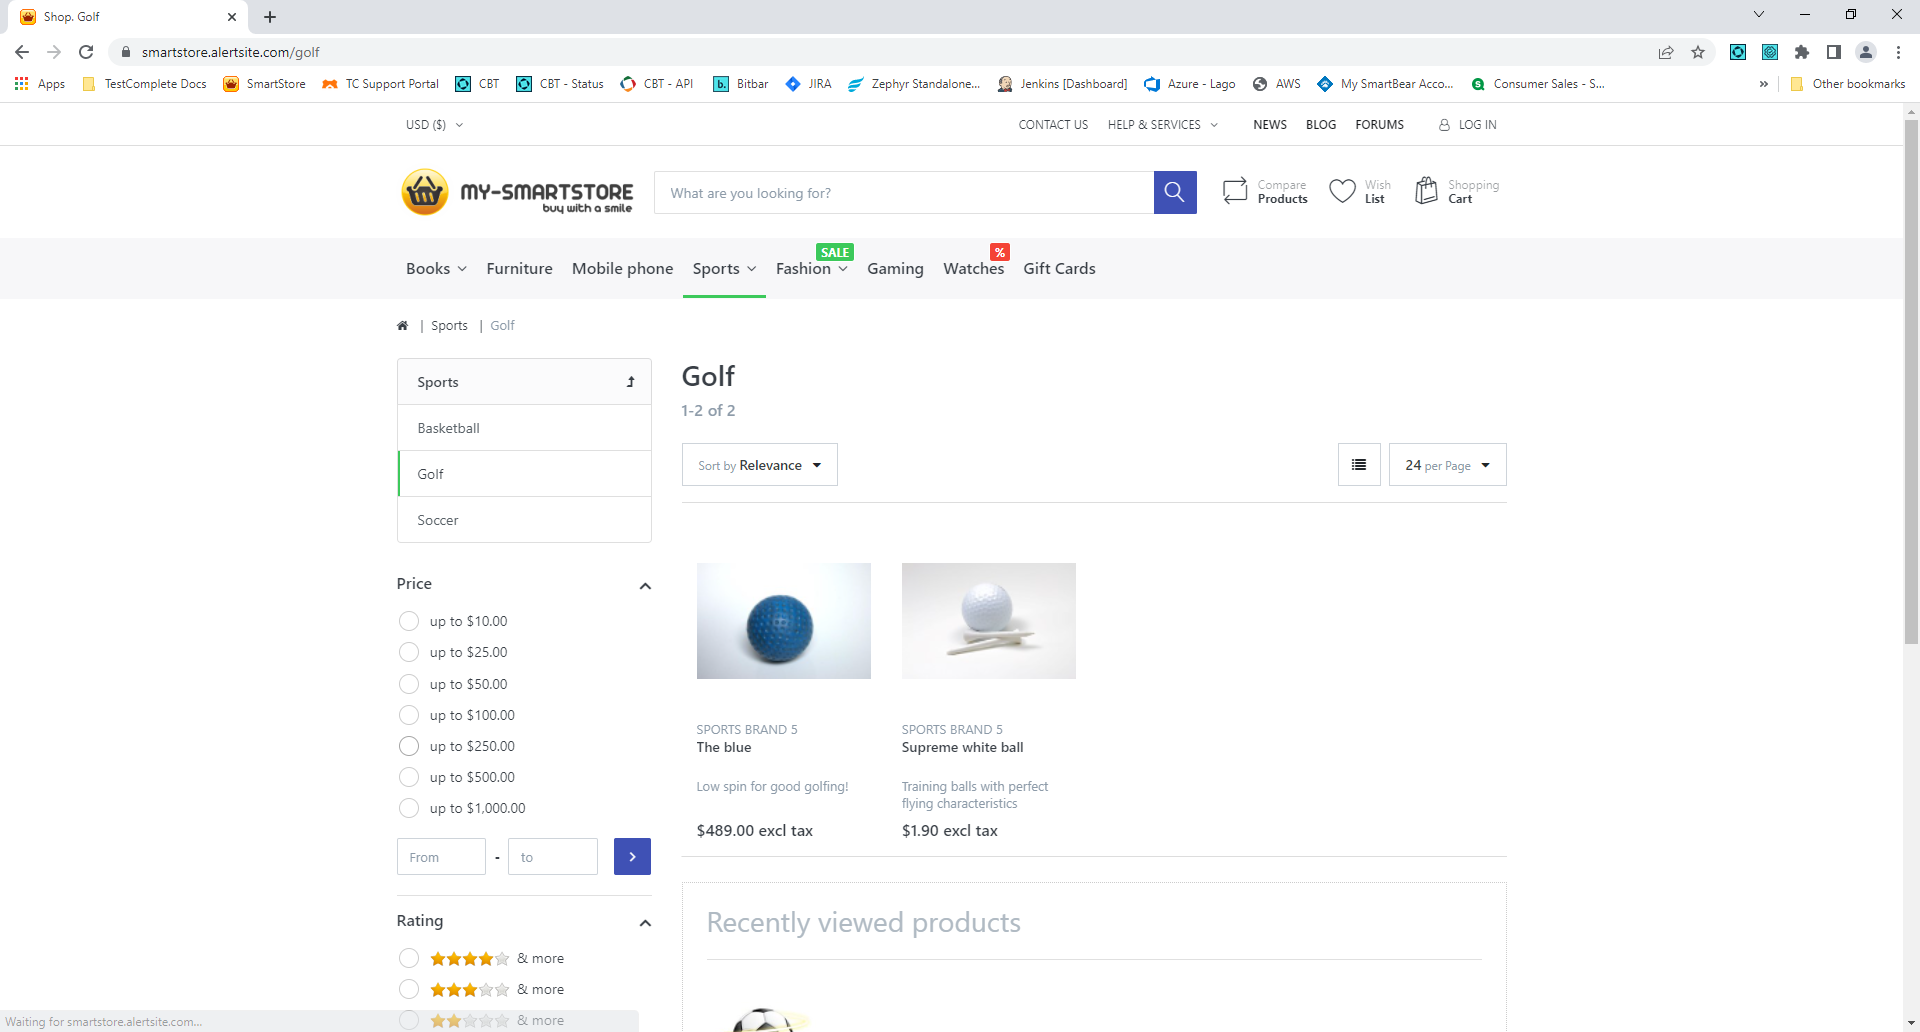 Shop. Golf
smartstore.alertsite.com/golf
Apps TestComplete Docs SmartStore TC Support Portal CBT CBT - Status CBT - API b. Bitbar JIRA Zephyr Standalone... Jenkins [Dashboard] Azure - Lago AWS My SmartBear Acco... Consumer Sales - S... » Other bookmarks
USD ($) CONTACT US HELP & SERVICES NEWS BLOG FORUMS LOG IN
MY-SMARTSTORE
buy with a smile
What are you looking for?
Compare
Products
Wish
List
Shopping
Cart
SALE %
Books Furniture Mobile phone Sports Fashion Gaming Watches Gift Cards
| Sports | Golf
Sports
Basketball
Golf
Soccer
Price
up to $10.00
up to $25.00
up to $50.00
up to $100.00
up to $250.00
up to $500.00
up to $1,000.00
From - to
Rating
& more
& more
& more
Golf
1-2 of 2
Sort by Relevance 24 per Page
SPORTS BRAND 5
The blue
Low spin for good golfing!
$489.00 excl tax
SPORTS BRAND 5
Supreme white ball
Training balls with perfect
flying characteristics
$1.90 excl tax
Recently viewed products
Waiting for smartstore.alertsite.com...